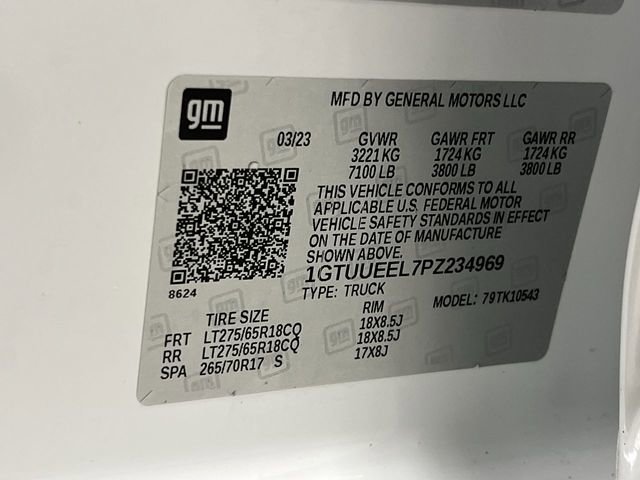 gm
MFD BY GENERAL MOTORS LLC
03/23 GVWR GAWR FRT GAWR RR
3221 KG 1724 KG 1724 KG
7100 LB 3800 LB 3800 LB
THIS VEHICLE CONFORMS TO ALL
APPLICABLE U.S. FEDERAL MOTOR
VEHICLE SAFETY STANDARDS IN EFFECT
ON THE DATE OF MANUFACTURE
1GTUUEEL7PZ234969
8624
TYPE: TRUCK MODEL: 79TK10543
TIRE SIZE RIM
FRT LT275/65R18CQ 18X8.5J
RR LT275/65R18CQ 18X8.5J
SPA 265/70R17 S 17X8J